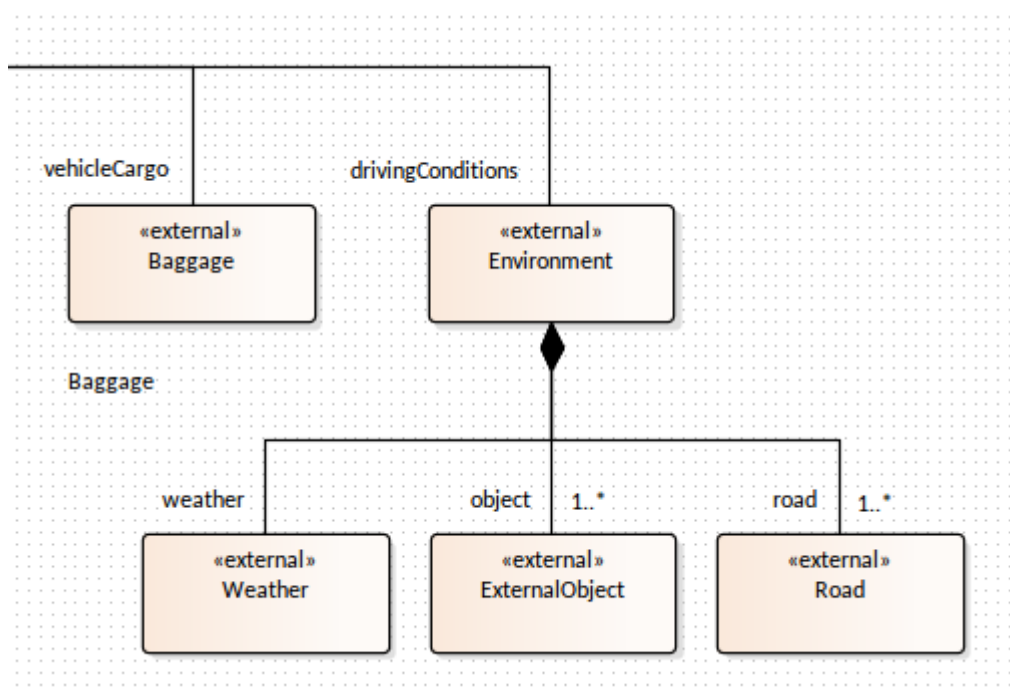 vehicleCargo
drivingConditions
«external»
Baggage
«external»
Environment
Baggage
weather
object
1..*
road
1..*
«external»
Weather
«external»
ExternalObject
«external»
Road